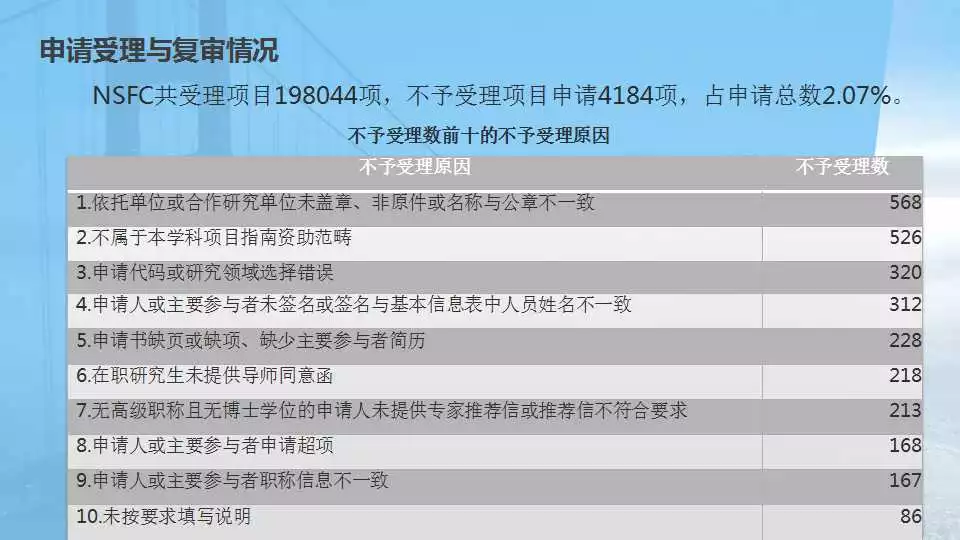 申请受理与复审情况
NSFC共受理项目198044项，不予受理项目申请4184项，占申请总数2.07%。
不予受理数前十的不予受理原因
不予受理原因 不予受理数
1.依托单位或合作研究单位未盖章、非原件或名称与公章不一致 568
2.不属于本学科项目指南资助范畴 526
3.申请代码或研究领域选择错误 320
4.申请人或主要参与者未签名或签名与基本信息表中人员姓名不一致 312
5.申请书缺页或缺项、缺少主要参与者简历 228
6.在职研究生未提供导师同意函 218
7.无高级职称且无博士学位的申请人未提供专家推荐信或推荐信不符合要求 213
8.申请人或主要参与者申请超项 168
9.申请人或主要参与者职称信息不一致 167
10.未按要求填写说明 86